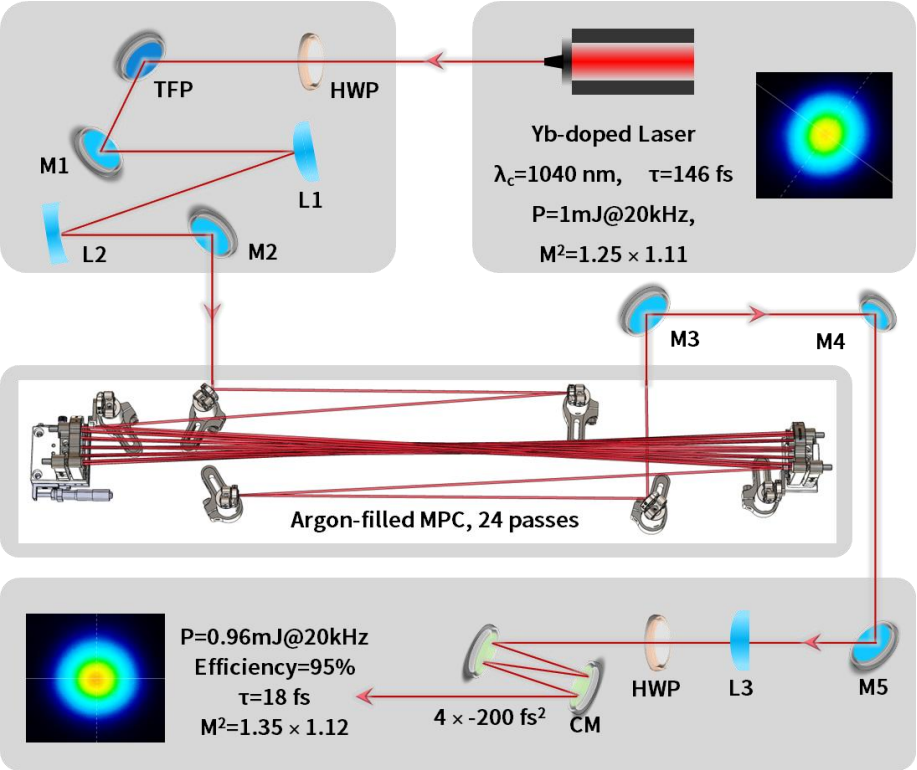 TFP
HWP
M1
L1
L2
M2
Yb-doped Laser
λc=1040 nm, τ=146 fs
P=1mJ@20kHz,
M²=1.25 × 1.11
M3
M4
Argon-filled MPC, 24 passes
P=0.96mJ@20kHz
Efficiency=95%
τ=18 fs
M²=1.35 × 1.12
4 × -200 fs²
CM
HWP
L3
M5